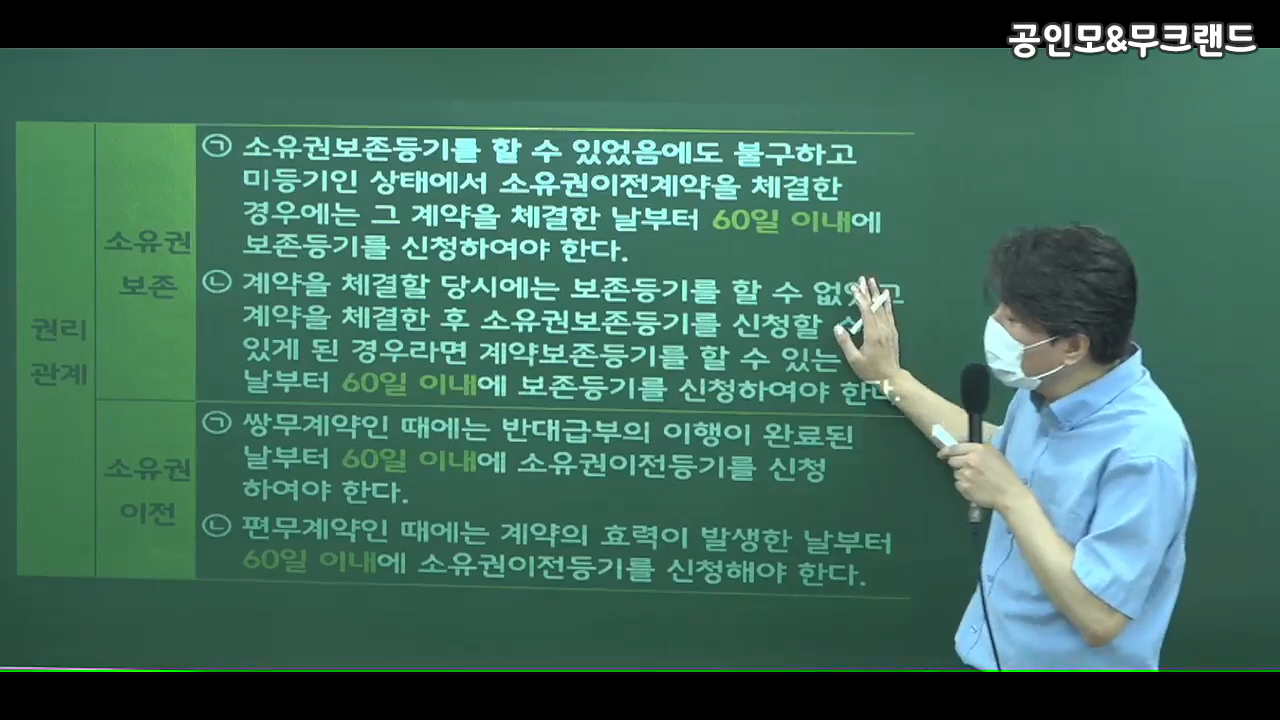 공인모&무크랜드
권리
관계
소유권
보존
㉠ 소유권보존등기를 할 수 있었음에도 불구하고
미등기인 상태에서 소유권이전계약을 체결한
경우에는 그 계약을 체결한 날부터 60일 이내에
보존등기를 신청하여야 한다.
㉡ 계약을 체결할 당시에는 보존등기를 할 수
계약을 체결한 후 소유권보존등기를 신청할
있게 된 경우라면 계약보존등기를 할 수 있는
날부터 60일 이내에 보존등기를 신청하여야 한다.
소유권
이전
㉠ 쌍무계약인 때에는 반대급부의 이행이 완료된
날부터 60일 이내에 소유권이전등기를 신청
하여야 한다.
㉡ 편무계약인 때에는 계약의 효력이 발생한 날부터
60일 이내에 소유권이전등기를 신청해야 한다.